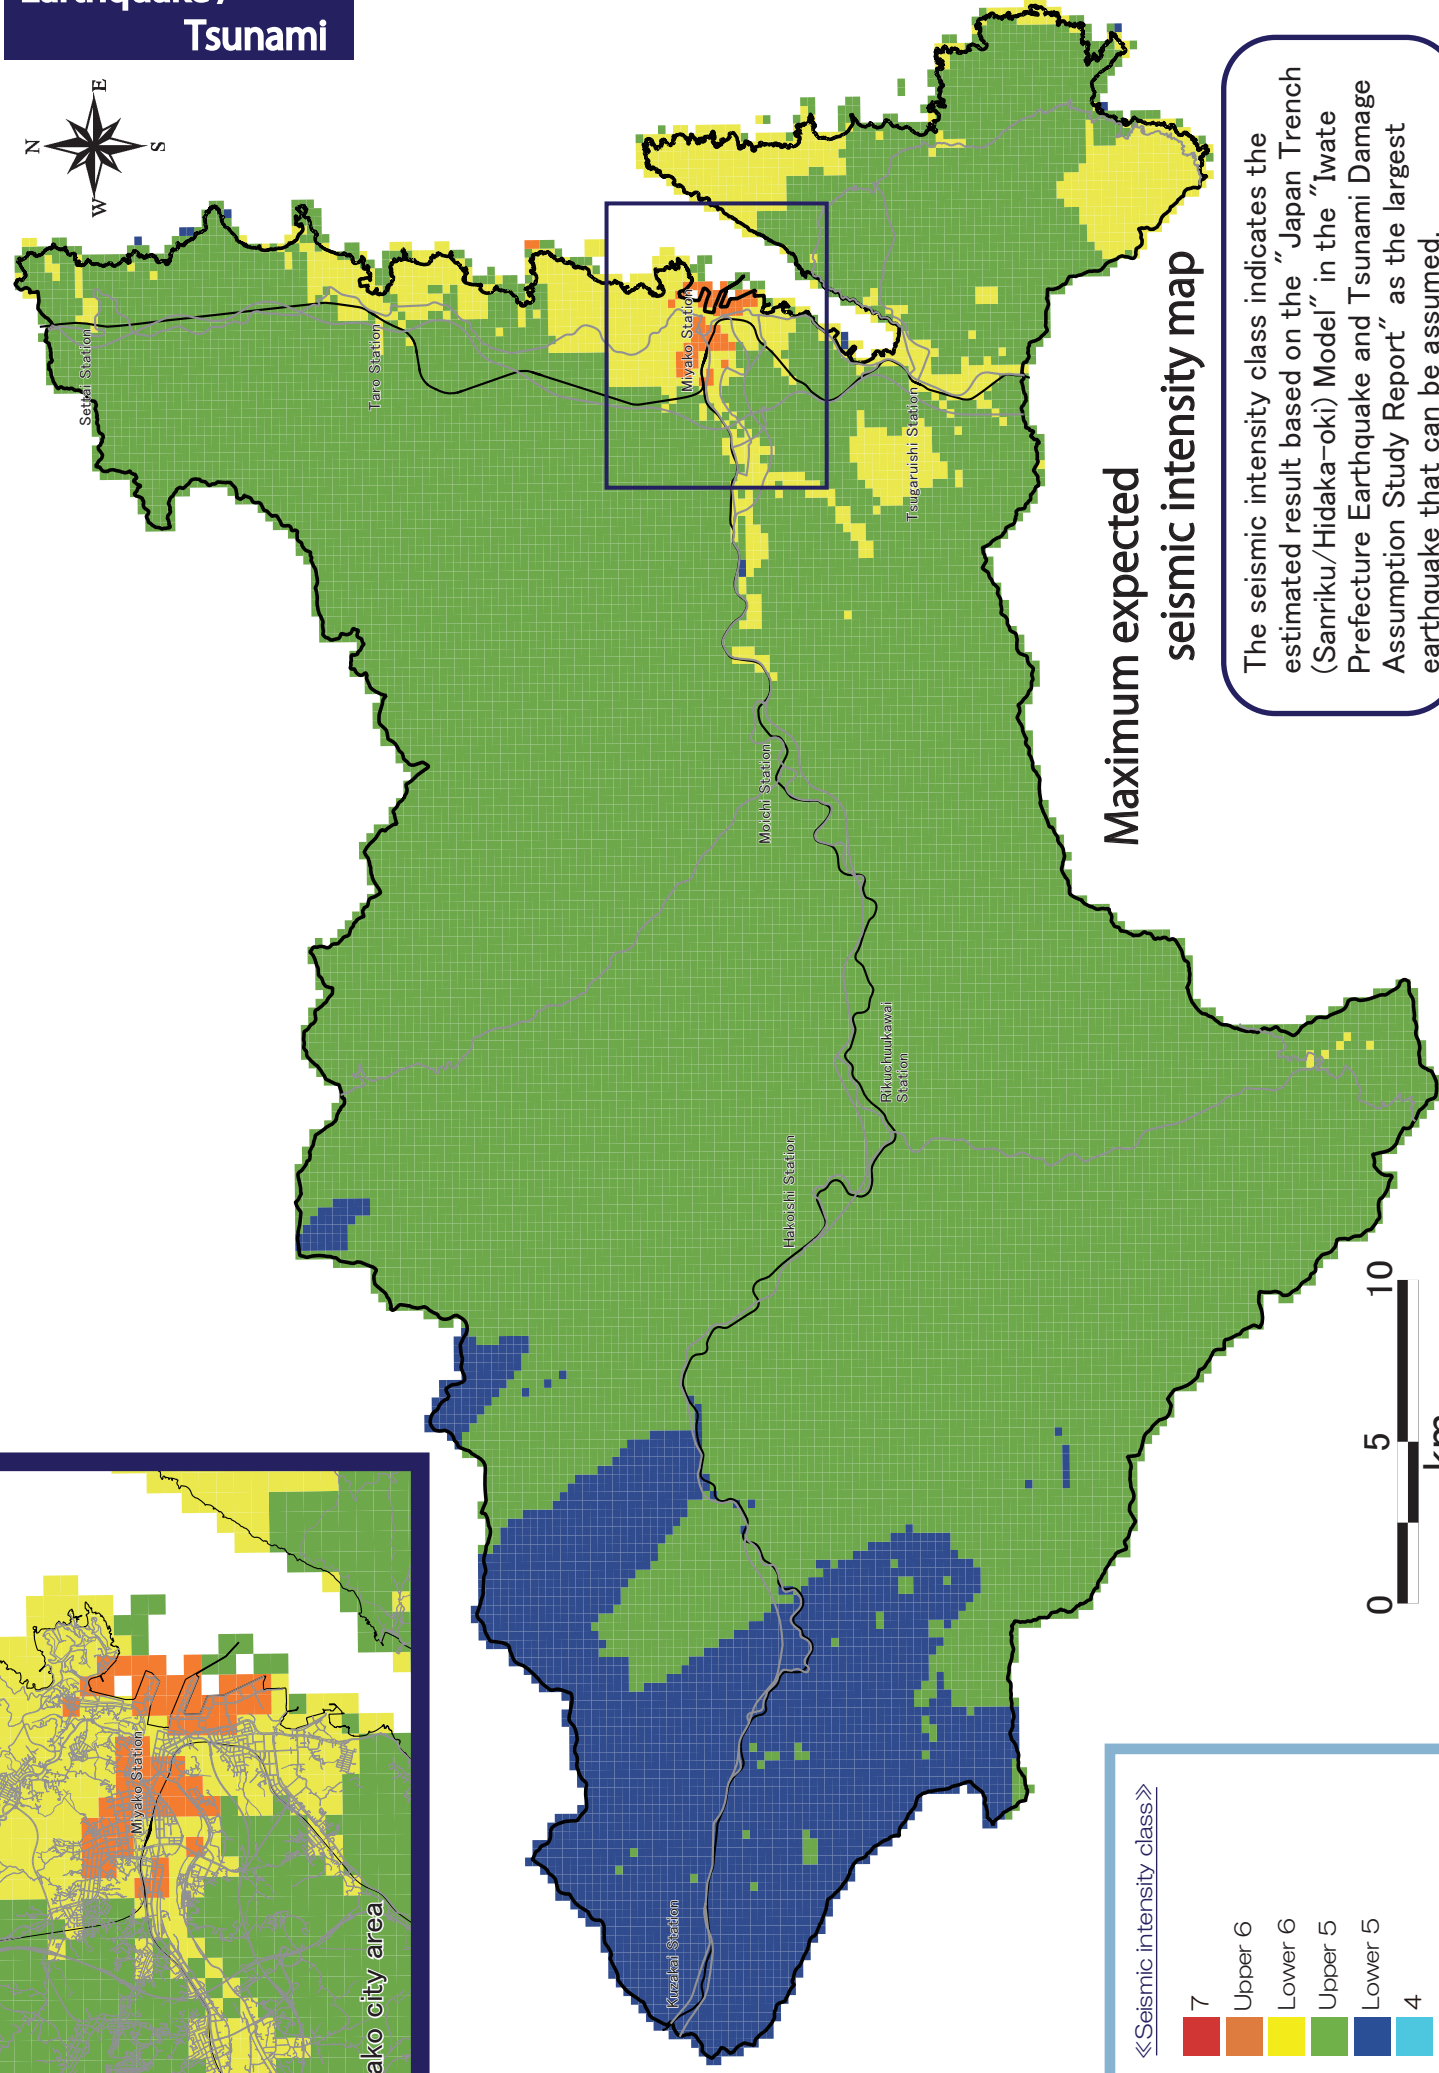 Tsunami
N
W
E
S
Settai Station
Taro Station
Miyako Station
Tsugaruishi Station
Moichi Station
Rikuchuukawai
Station
Hakoishi Station
Kuzakai Station
Maximum expected
seismic intensity map
The seismic intensity class indicates the
estimated result based on the "Japan Trench
(Sanriku/Hidaka-oki) Model" in the "Iwate
Prefecture Earthquake and Tsunami Damage
Assumption Study Report" as the largest
earthquake that can be assumed.
Miyako Station
ako city area
0
5
10
km
≪Seismic intensity class≫
7
Upper 6
Lower 6
Upper 5
Lower 5
4